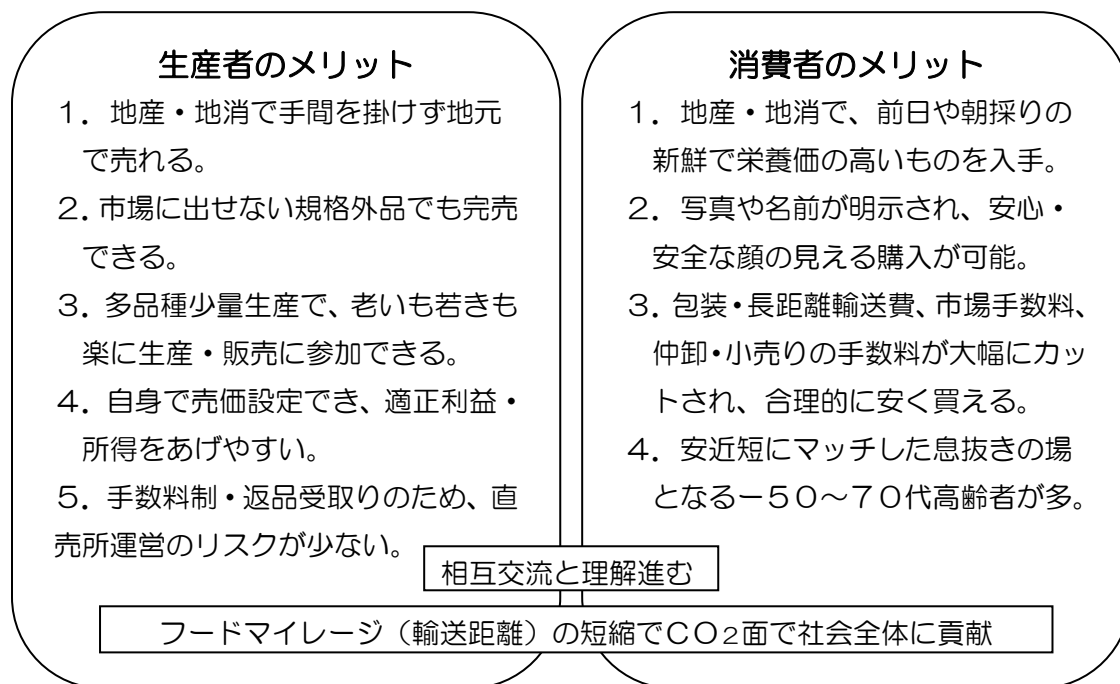 生産者のメリット
１．地産・地消で手間を掛けず地元
で売れる。
２．市場に出せない規格外品でも完売
できる。
３．多品種少量生産で、老いも若きも
楽に生産・販売に参加できる。
４．自身で売価設定でき、適正利益・
所得をあげやすい。
５．手数料制・返品受取りのため、直
売所運営のリスクが少ない。
消費者のメリット
１．地産・地消で、前日や朝採りの
新鮮で栄養価の高いものを入手。
２．写真や名前が明示され、安心・
安全な顔の見える購入が可能。
３．包装・長距離輸送費、市場手数料、
仲卸・小売りの手数料が大幅にカッ
トされ、合理的に安く買える。
４．安近短にマッチした息抜きの場
となるー５０～７０代高齢者が多。
相互交流と理解進む
フードマイレージ（輸送距離）の短縮でＣＯ２面で社会全体に貢献